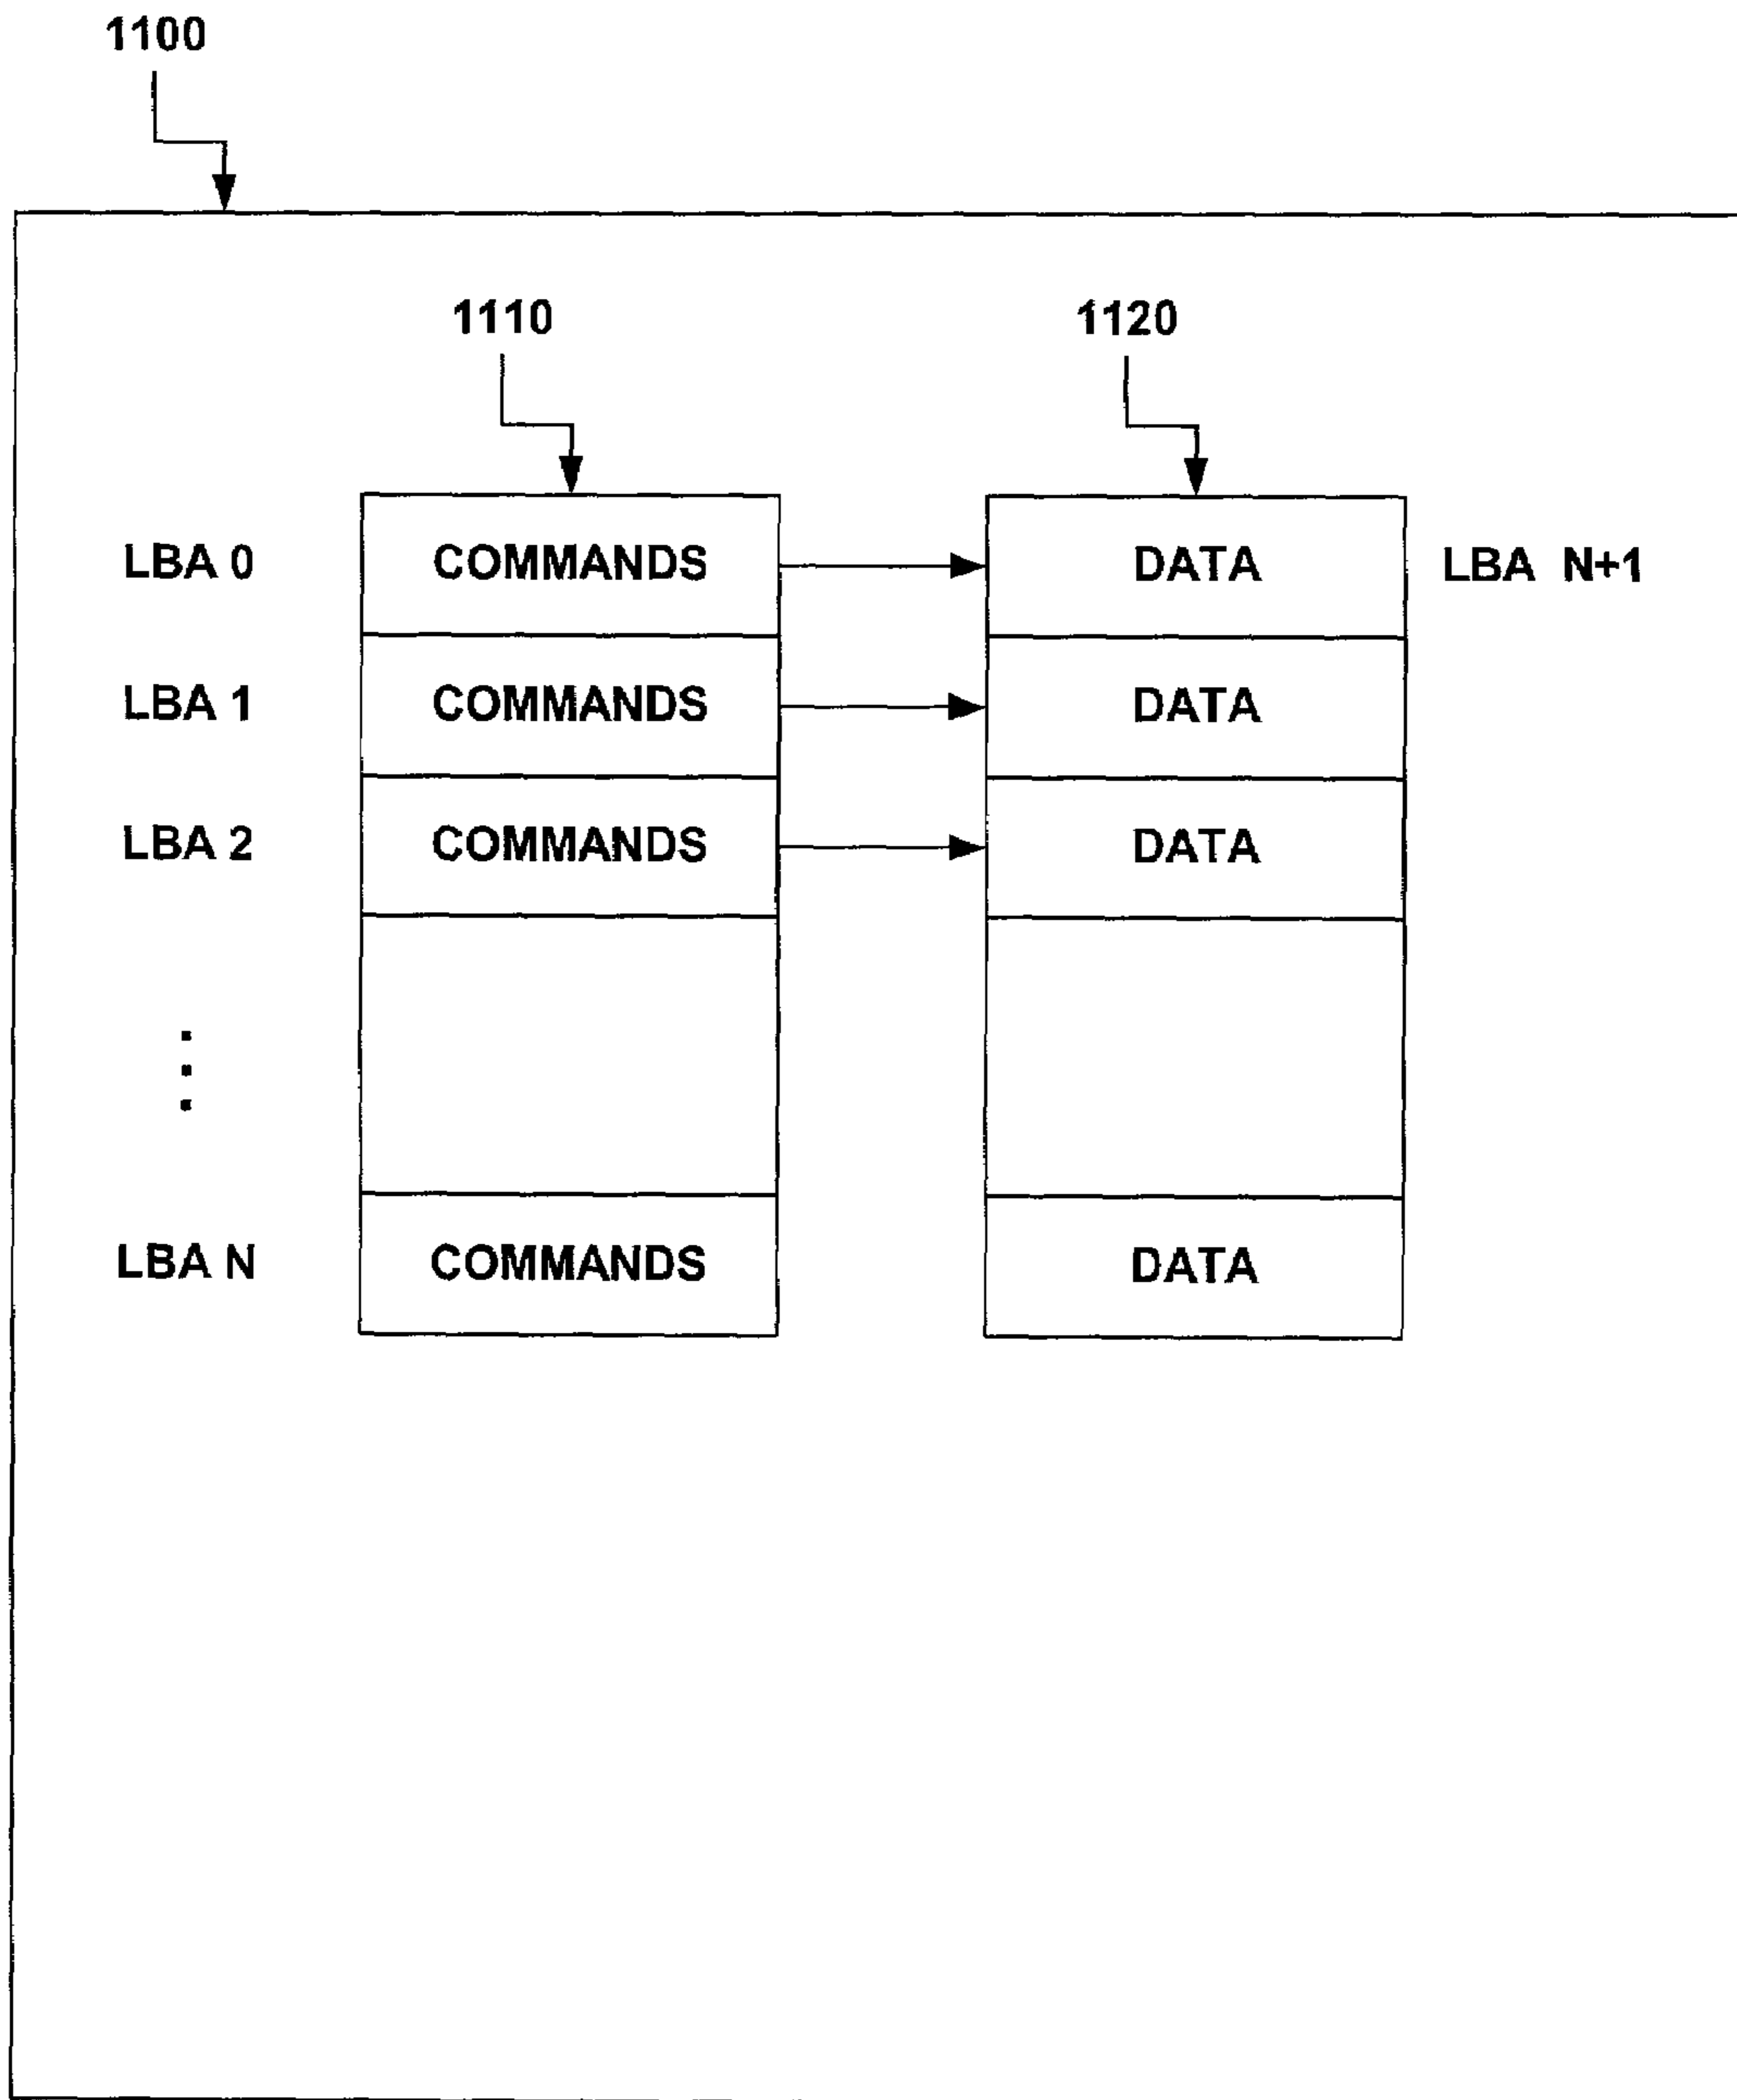 1100
1110 1120
LBA 0 COMMANDS DATA LBA N+1
LBA 1 COMMANDS DATA
LBA 2 COMMANDS DATA
⋮
LBA N COMMANDS DATA